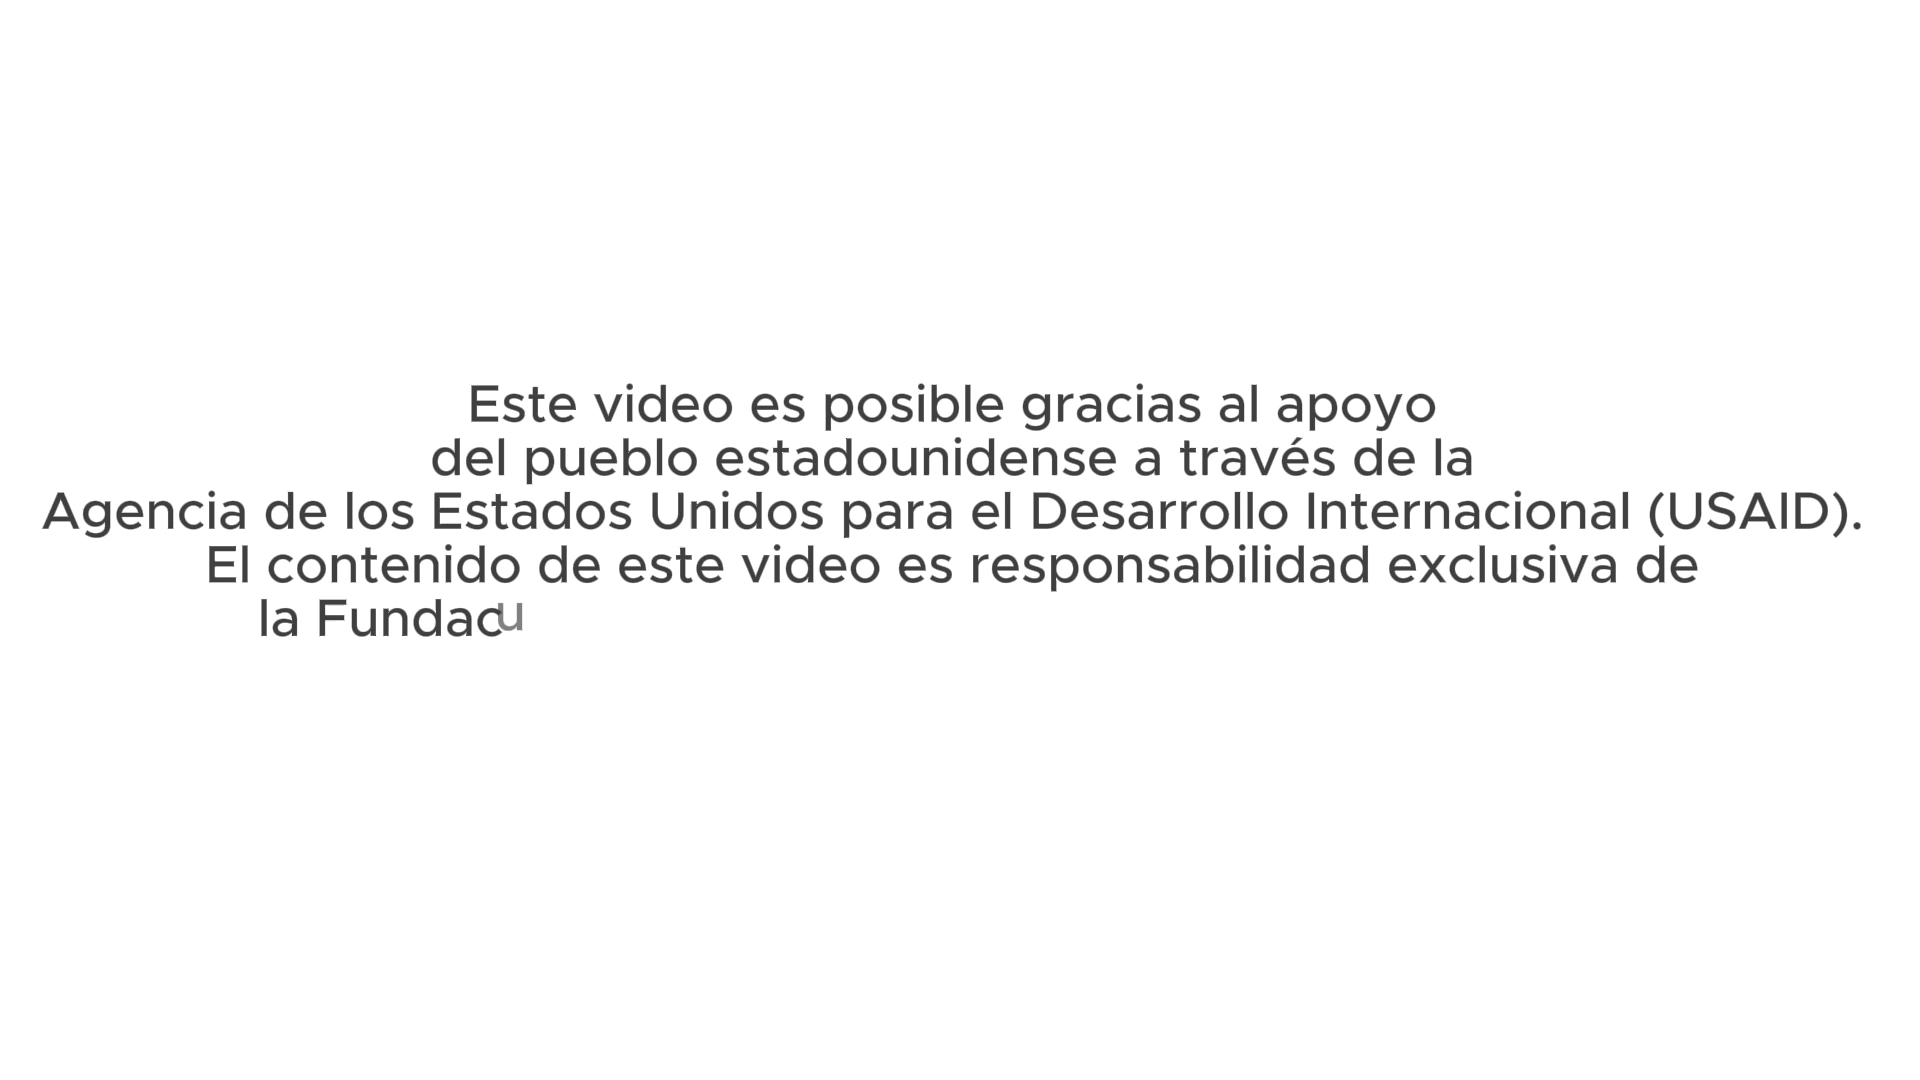 Este video es posible gracias al apoyo
del pueblo estadounidense a través de la
Agencia de los Estados Unidos para el Desarrollo Internacional (USAID).
El contenido de este video es responsabilidad exclusiva de
la Fundac